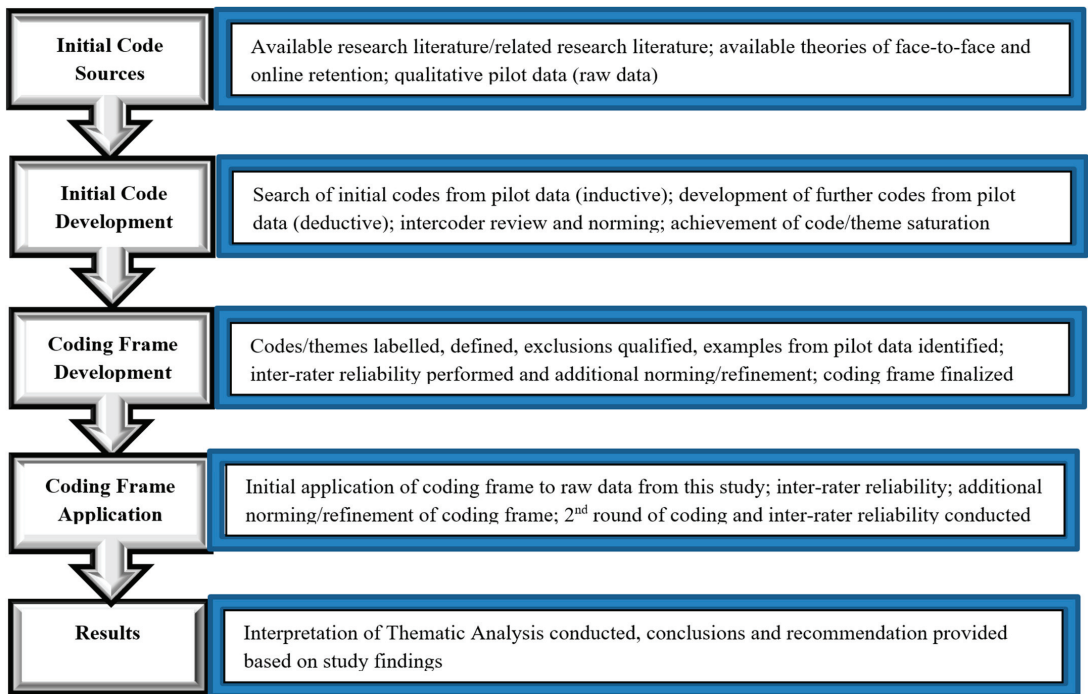 Initial Code
Sources
Available research literature/related research literature; available theories of face-to-face and
online retention; qualitative pilot data (raw data)
Initial Code
Development
Search of initial codes from pilot data (inductive); development of further codes from pilot
data (deductive); intercoder review and norming; achievement of code/theme saturation
Coding Frame
Development
Codes/themes labelled, defined, exclusions qualified, examples from pilot data identified;
inter-rater reliability performed and additional norming/refinement; coding frame finalized
Coding Frame
Application
Initial application of coding frame to raw data from this study; inter-rater reliability; additional
norming/refinement of coding frame; 2nd round of coding and inter-rater reliability conducted
Results
Interpretation of Thematic Analysis conducted, conclusions and recommendation provided
based on study findings